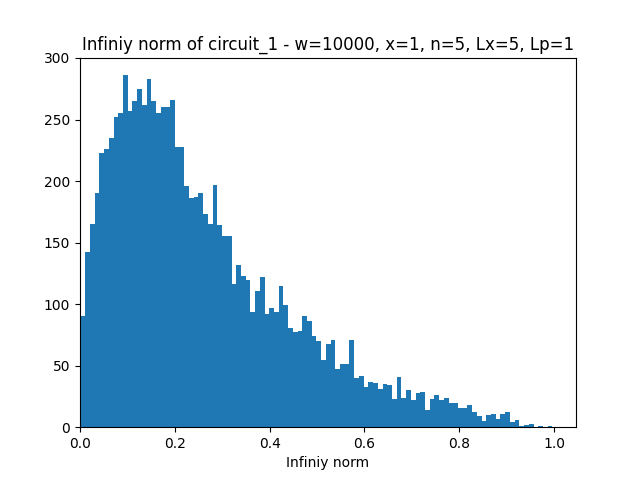 Infiniy norm of circuit_1 - w=10000, x=1, n=5, Lx=5, Lp=1
300
250
200
150
100
50
0
0.0 0.2 0.4 0.6 0.8 1.0
Infiniy norm